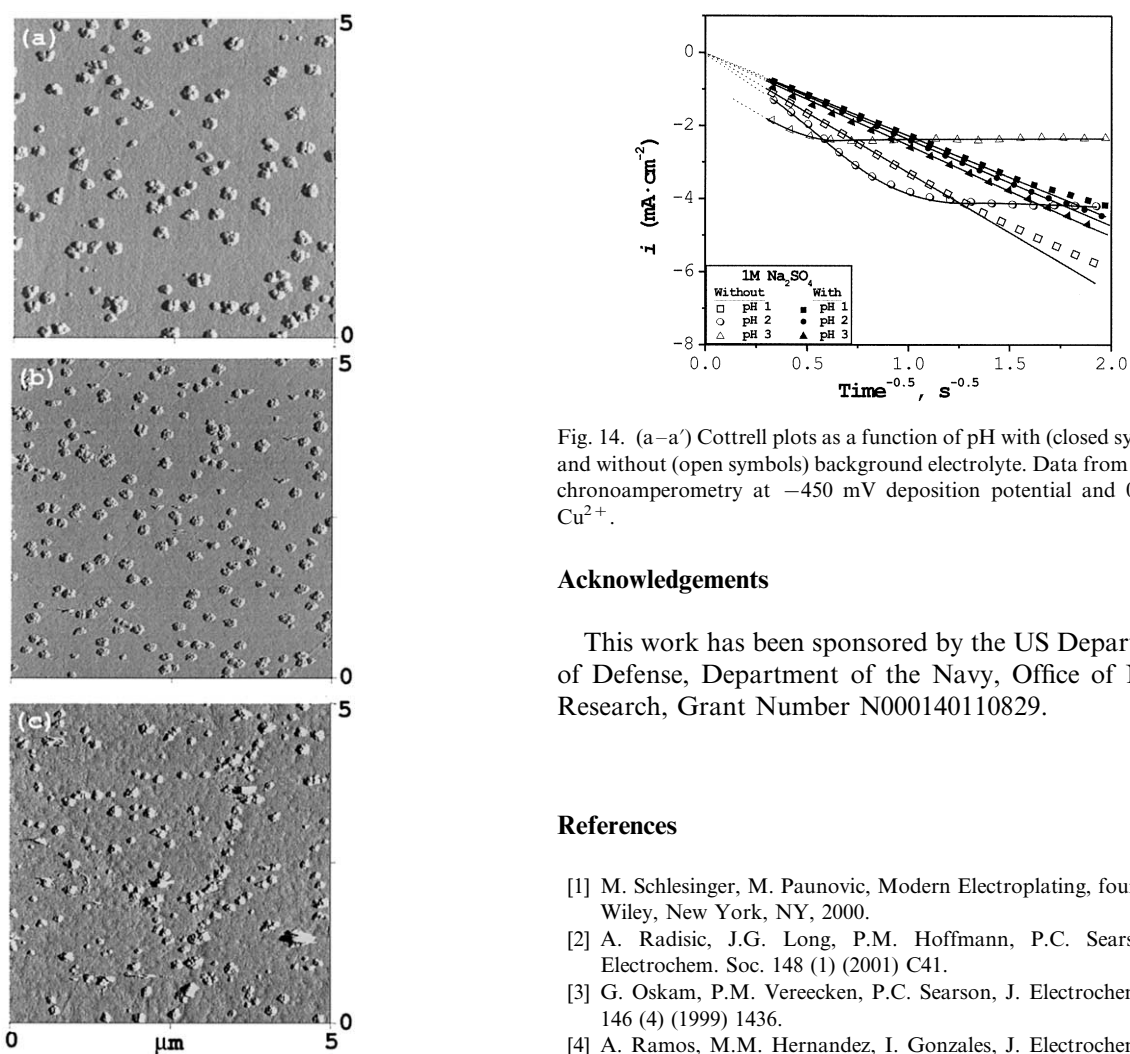 (a)
5
0
(b)
5
0
(c)
5
0
0 μm 5
0
-2
-4
-6
-8
i (mA·cm-2)
1M Na2SO4
Without With
□ pH 1 ■ pH 1
○ pH 2 ● pH 2
△ pH 3 ▲ pH 3
0.0 0.5 1.0 1.5 2.0
Time-0.5, s-0.5
Fig. 14. (a–a′) Cottrell plots as a function of pH with (closed sy
and without (open symbols) background electrolyte. Data from
chronoamperometry at −450 mV deposition potential and 0
Cu2+.
Acknowledgements
This work has been sponsored by the US Depar
of Defense, Department of the Navy, Office of
Research, Grant Number N000140110829.
References
[1] M. Schlesinger, M. Paunovic, Modern Electroplating, fou
Wiley, New York, NY, 2000.
[2] A. Radisic, J.G. Long, P.M. Hoffmann, P.C. Sears
Electrochem. Soc. 148 (1) (2001) C41.
[3] G. Oskam, P.M. Vereecken, P.C. Searson, J. Electrochem
146 (4) (1999) 1436.
[4] A. Ramos, M.M. Hernandez, I. Gonzales, J. Electrochem